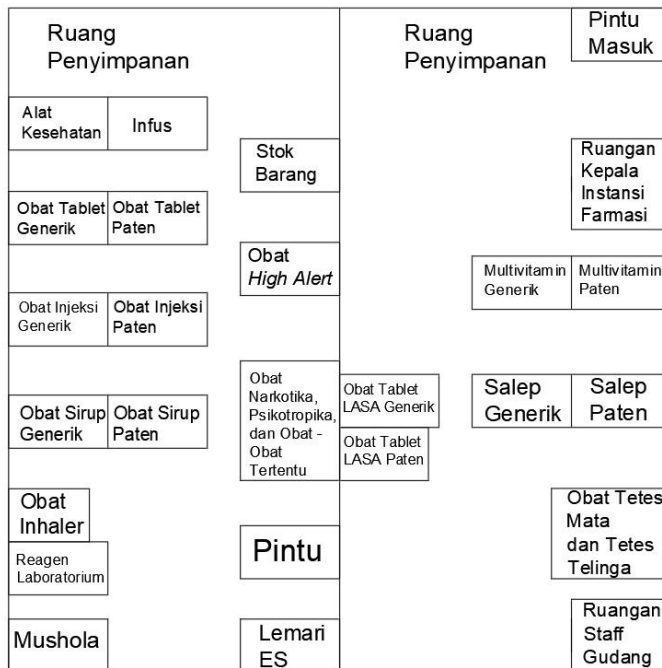 Ruang
Penyimpanan
Ruang
Penyimpanan
Pintu
Masuk
Alat
Kesehatan
Infus
Stok
Barang
Ruangan
Kepala
Instansi
Farmasi
Obat Tablet
Generik
Obat Tablet
Paten
Obat
High Alert
Multivitamin
Generik
Multivitamin
Paten
Obat Injeksi
Generik
Obat Injeksi
Paten
Obat
Narkotika,
Psikotropika,
dan Obat -
Obat
Tertentu
Obat Tablet
LASA Generik
Obat Tablet
LASA Paten
Salep
Generik
Salep
Paten
Obat Sirup
Generik
Obat Sirup
Paten
Obat
Inhaler
Reagen
Laboratorium
Pintu
Obat Tetes
Mata
dan Tetes
Telinga
Mushola
Lemari
ES
Ruangan
Staff
Gudang